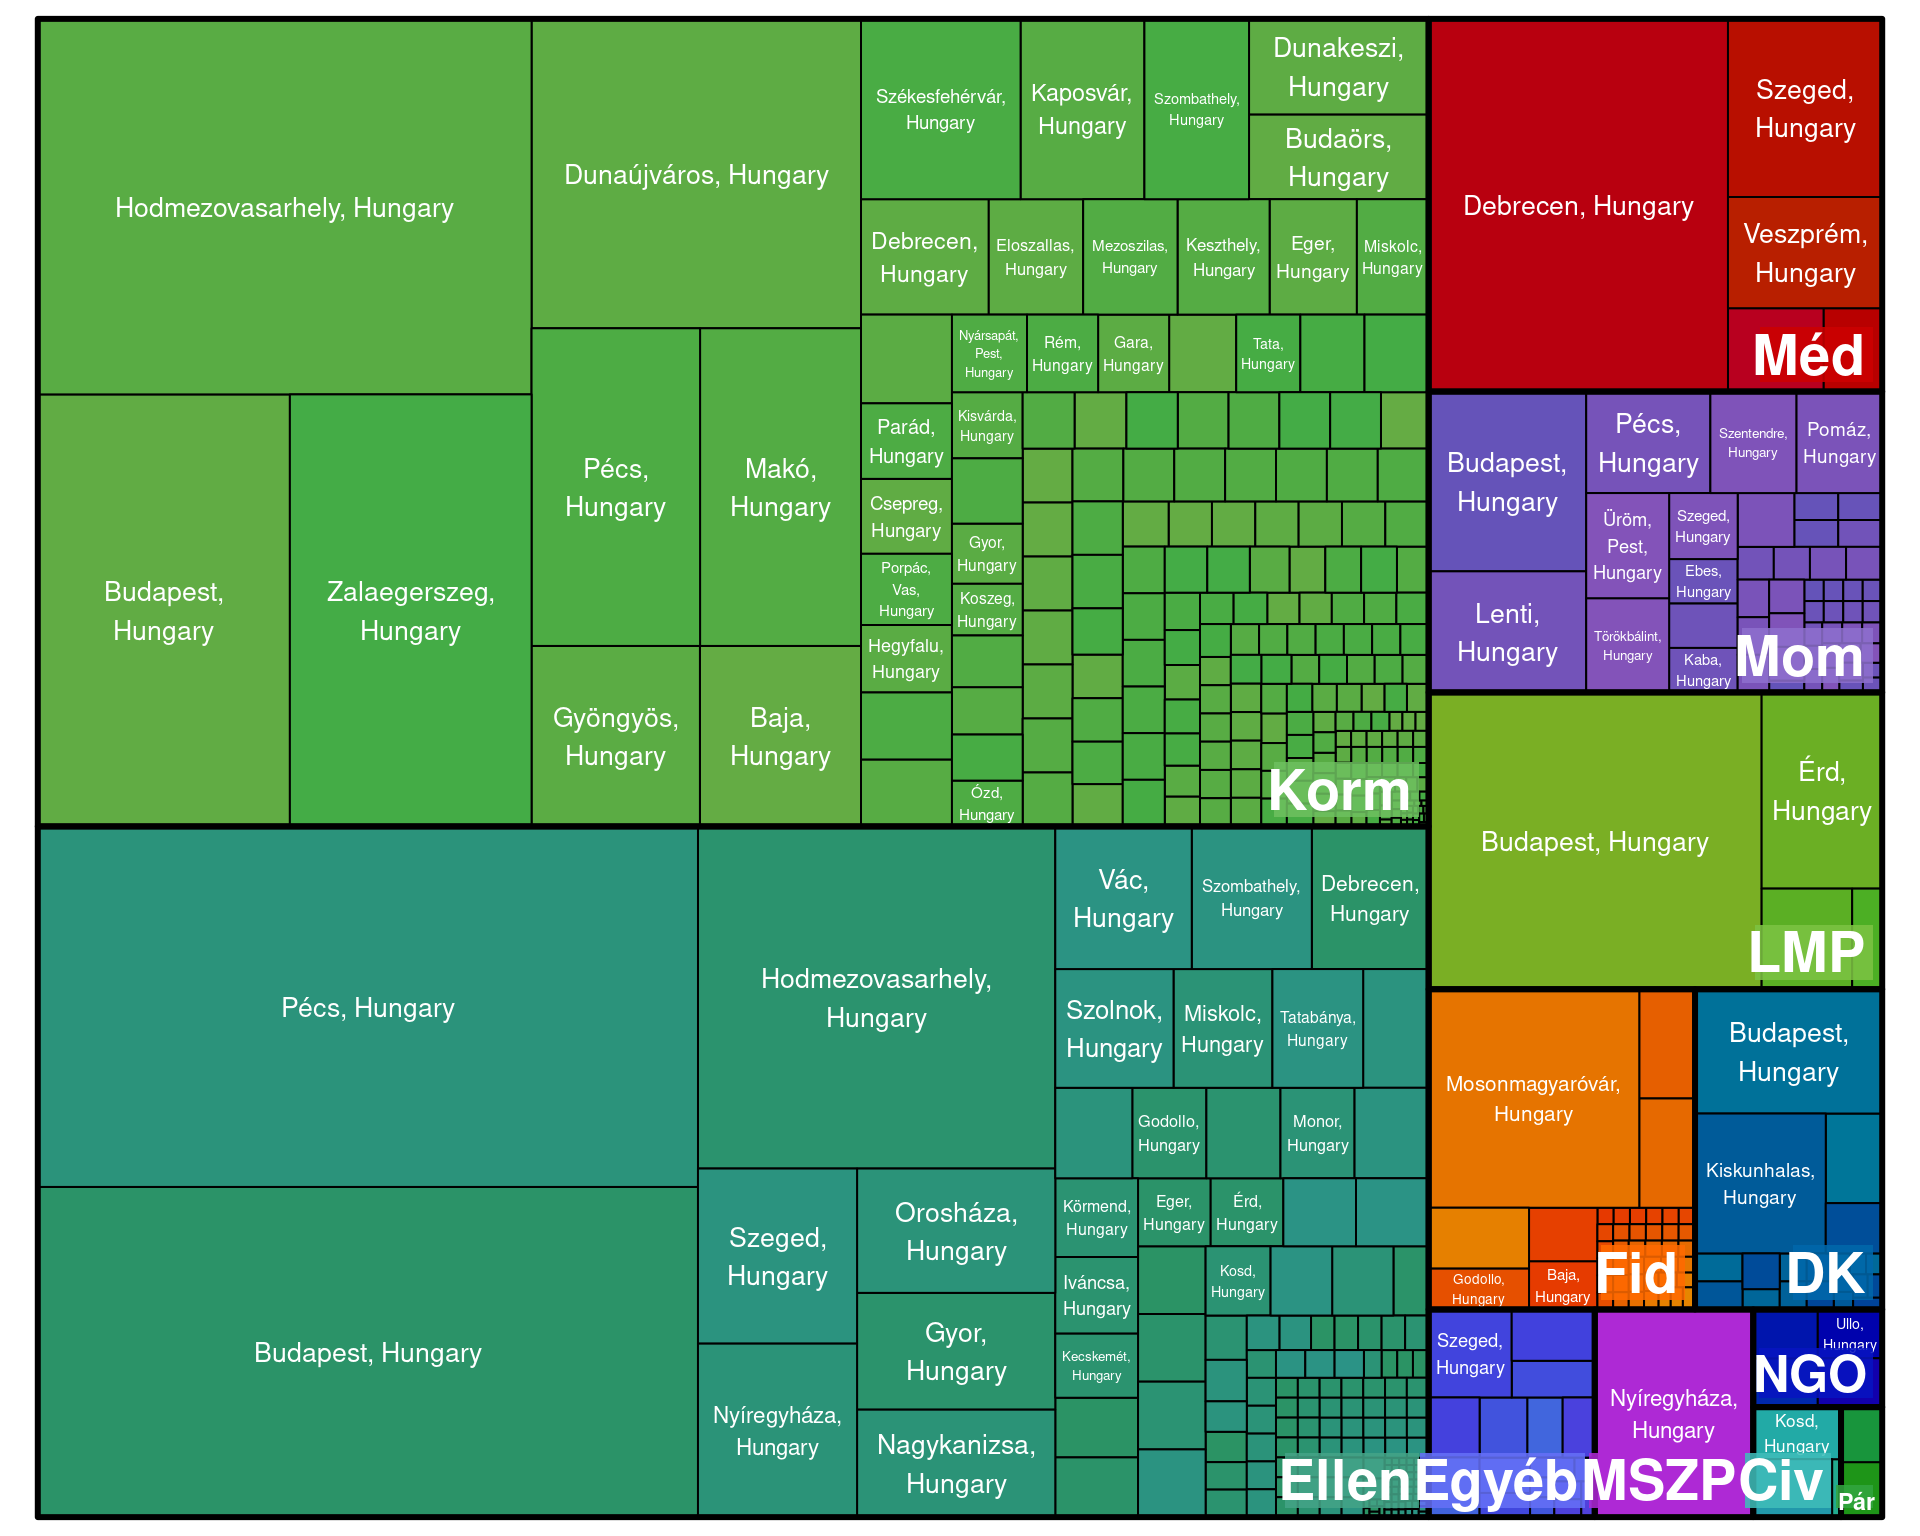 Hodmezovasarhely, Hungary
Dunaújváros, Hungary
Budapest,
Hungary
Zalaegerszeg,
Hungary
Pécs,
Hungary
Makó,
Hungary
Gyöngyös,
Hungary
Baja,
Hungary
Székesfehérvár,
Hungary
Kaposvár,
Hungary
Szombathely,
Hungary
Dunakeszi,
Hungary
Budaörs,
Hungary
Debrecen,
Hungary
Eloszallas,
Hungary
Mezoszilas,
Hungary
Keszthely,
Hungary
Eger,
Hungary
Miskolc,
Hungary
Nyársapát,
Pest,
Hungary
Rém,
Hungary
Gara,
Hungary
Tata,
Hungary
Parád,
Hungary
Kisvárda,
Hungary
Csepreg,
Hungary
Gyor,
Hungary
Porpác,
Vas,
Hungary
Koszeg,
Hungary
Hegyfalu,
Hungary
Ózd,
Hungary
Korm
Pécs, Hungary
Budapest, Hungary
Hodmezovasarhely,
Hungary
Szeged,
Hungary
Nyíregyháza,
Hungary
Orosháza,
Hungary
Gyor,
Hungary
Nagykanizsa,
Hungary
Vác,
Hungary
Szombathely,
Hungary
Debrecen,
Hungary
Szolnok,
Hungary
Miskolc,
Hungary
Tatabánya,
Hungary
Godollo,
Hungary
Monor,
Hungary
Körmend,
Hungary
Eger,
Hungary
Érd,
Hungary
Iváncsa,
Hungary
Kosd,
Hungary
Kecskemét,
Hungary
Ellen
Debrecen, Hungary
Szeged,
Hungary
Veszprém,
Hungary
Méd
Budapest,
Hungary
Lenti,
Hungary
Pécs,
Hungary
Szentendre,
Hungary
Pomáz,
Hungary
Üröm,
Pest,
Hungary
Szeged,
Hungary
Ebes,
Hungary
Törökbálint,
Hungary
Kaba,
Hungary
Mom
Budapest, Hungary
Érd,
Hungary
LMP
Mosonmagyaróvár,
Hungary
Godollo,
Hungary
Baja,
Hungary
Fid
Budapest,
Hungary
Kiskunhalas,
Hungary
DK
Szeged,
Hungary
Egyéb
Nyíregyháza,
Hungary
MSZP
Ullo,
Hungary
NGO
Kosd,
Hungary
Civ
Pár